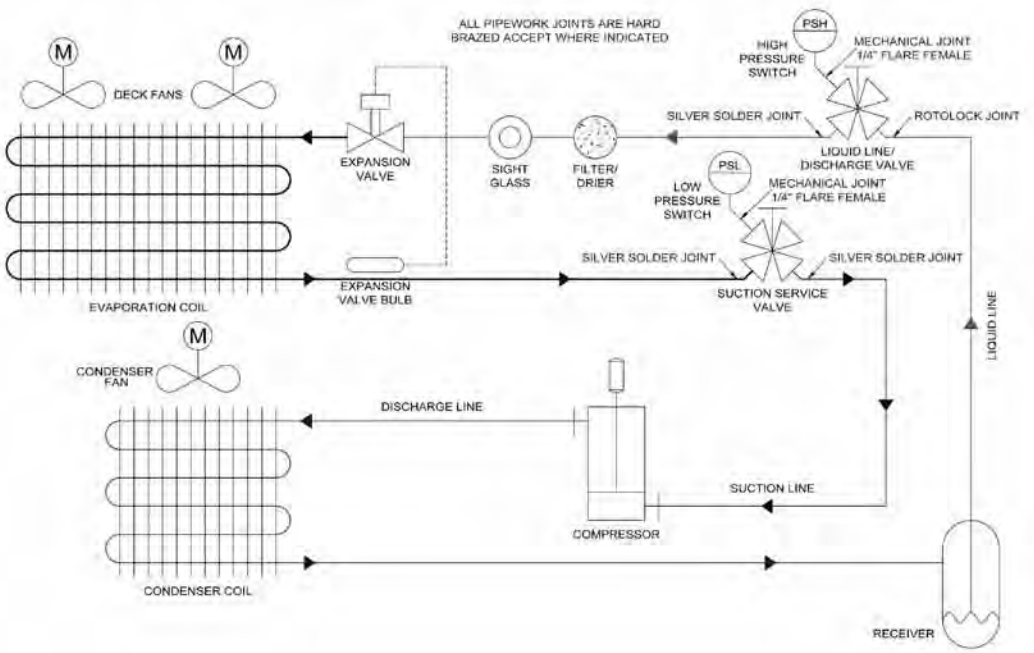 ALL PIPEWORK JOINTS ARE HARD
BRAZED ACCEPT WHERE INDICATED
PSH
HIGH
PRESSURE
SWITCH
MECHANICAL JOINT
1/4" FLARE FEMALE
M
M
DECK FANS
SILVER SOLDER JOINT
ROTOLOCK JOINT
EXPANSION
VALVE
SIGHT
GLASS
FILTER/
DRIER
LIQUID LINE/
DISCHARGE VALVE
PSL
LOW
PRESSURE
SWITCH
MECHANICAL JOINT
1/4" FLARE FEMALE
SILVER SOLDER JOINT
SILVER SOLDER JOINT
EXPANSION
VALVE BULB
SUCTION SERVICE
VALVE
EVAPORATION COIL
M
CONDENSER
FAN
LIQUID LINE
DISCHARGE LINE
SUCTION LINE
COMPRESSOR
CONDENSER COIL
RECEIVER